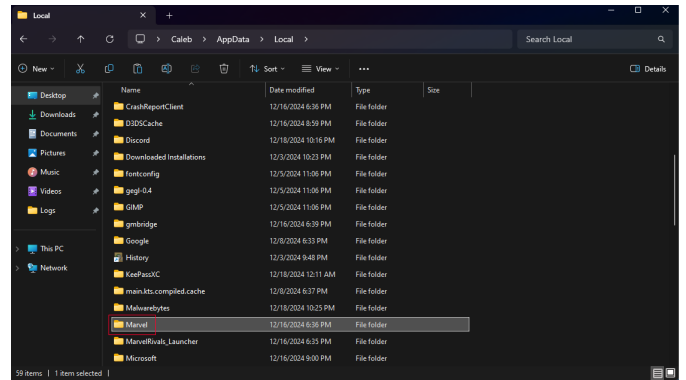 Local
Caleb > AppData > Local >
Search Local
New
Sort
View
Details
Desktop
Downloads
Documents
Pictures
Music
Videos
Logs
This PC
Network
Name Date modified Type Size
CrashReportClient 12/16/2024 6:36 PM File folder
D3DSCache 12/16/2024 8:59 PM File folder
Discord 12/18/2024 10:16 PM File folder
Downloaded Installations 12/3/2024 10:23 PM File folder
fontconfig 12/5/2024 11:06 PM File folder
gegl-0.4 12/5/2024 11:06 PM File folder
GIMP 12/5/2024 11:06 PM File folder
gmbridge 12/16/2024 6:39 PM File folder
Google 12/8/2024 6:33 PM File folder
History 12/3/2024 9:48 PM File folder
KeePassXC 12/18/2024 12:11 AM File folder
main.kts.compiled.cache 12/8/2024 6:37 PM File folder
Malwarebytes 12/18/2024 10:25 PM File folder
Marvel 12/16/2024 6:36 PM File folder
MarvelRivals_Launcher 12/16/2024 6:35 PM File folder
Microsoft 12/16/2024 9:00 PM File folder
59 items | 1 item selected |